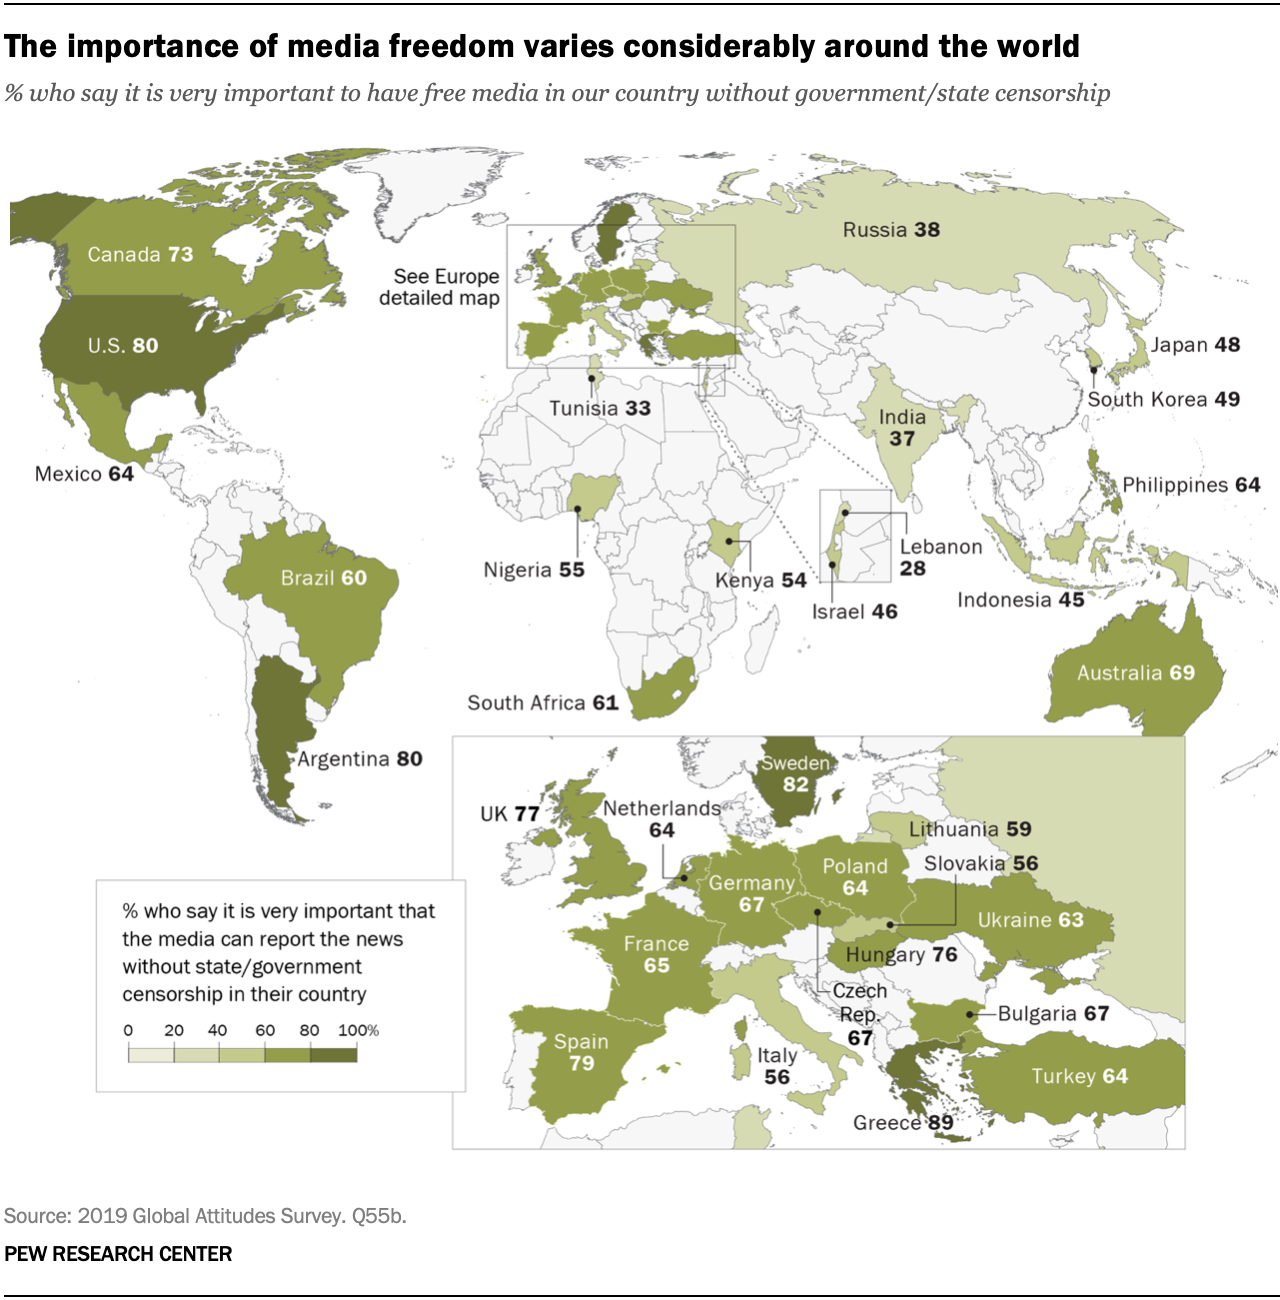 The importance of media freedom varies considerably around the world
% who say it is very important to have free media in our country without government/state censorship
Canada 73
U.S. 80
Mexico 64
Brazil 60
Argentina 80
See Europe
detailed map
Russia 38
Japan 48
South Korea 49
Tunisia 33
India
37
Philippines 64
Nigeria 55
Kenya 54
Lebanon
28
Israel 46
Indonesia 45
Australia 69
South Africa 61
Sweden
82
UK 77
Netherlands
64
Lithuania 59
Slovakia 56
Poland
64
Germany
67
Ukraine 63
France
65
Hungary 76
Czech
Rep.
67
Bulgaria 67
Spain
79
Italy
56
Turkey 64
Greece 89
% who say it is very important that
the media can report the news
without state/government
censorship in their country
0 20 40 60 80 100%
Source: 2019 Global Attitudes Survey. Q55b.
PEW RESEARCH CENTER